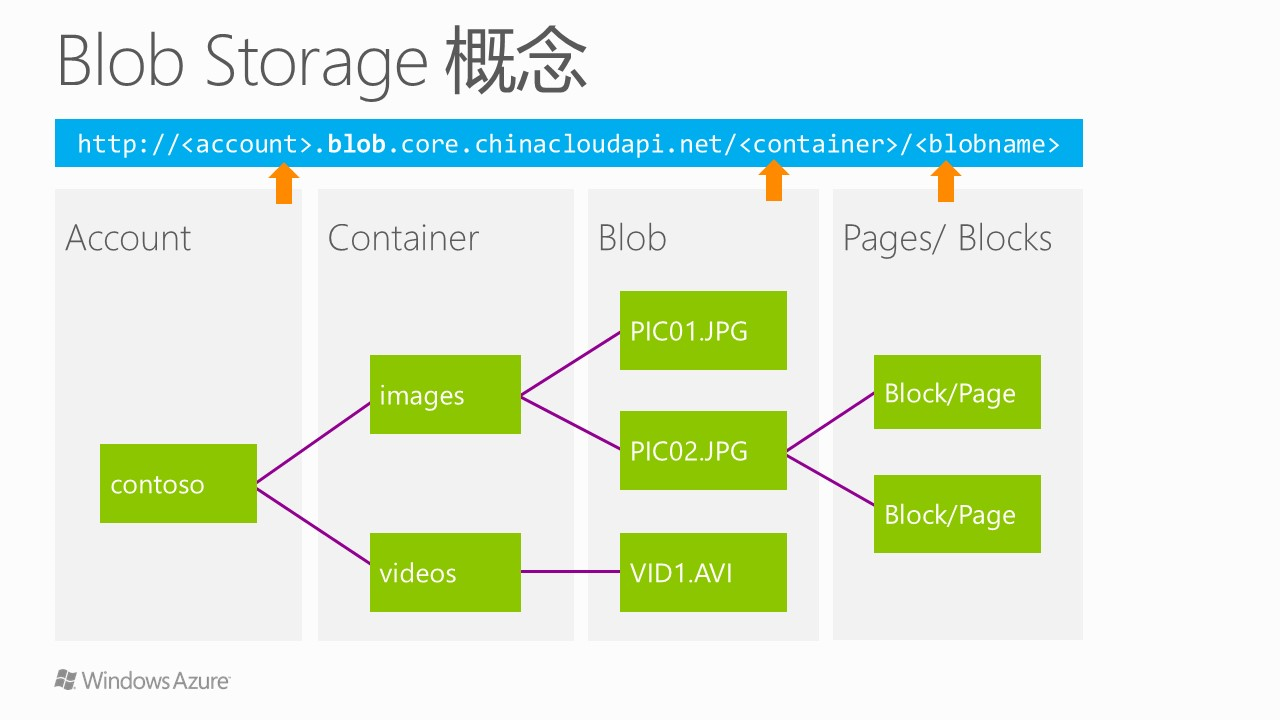 Blob Storage 概念
http://<account>.blob.core.chinacloudapi.net/<container>/<blobname>
Account
Container
Blob
Pages/ Blocks
contoso
images
videos
PIC01.JPG
PIC02.JPG
VID1.AVI
Block/Page
Block/Page
Windows Azure